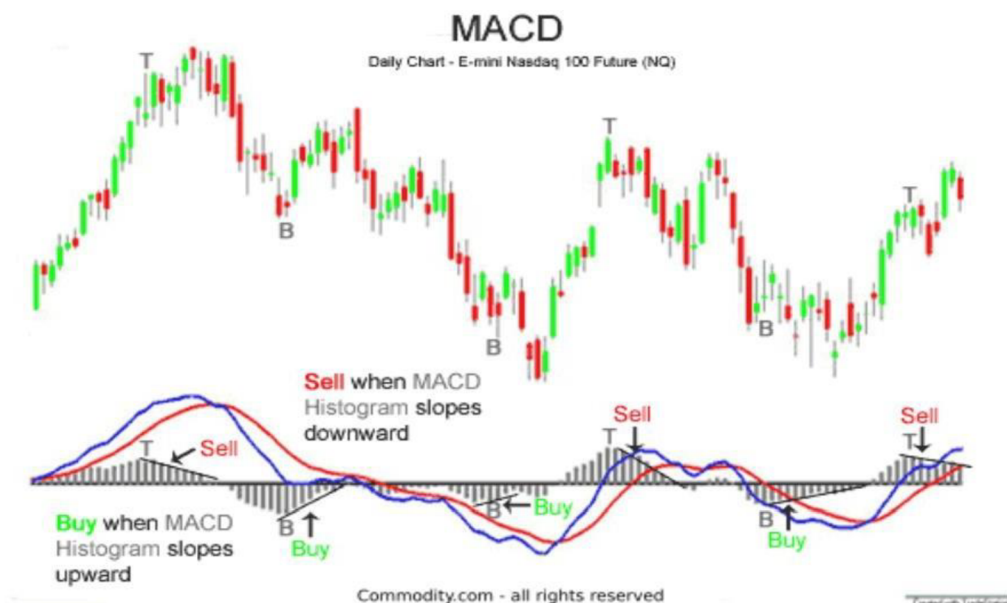 MACD
Daily Chart - E-mini Nasdaq 100 Future (NQ)
T
T
T
B
B
B
Sell when MACD
Histogram slopes
downward
Sell
Sell
T
T
T
Sell
B
B
Buy
B
Buy
Buy
Buy when MACD
Histogram slopes
upward
Commodity.com - all rights reserved